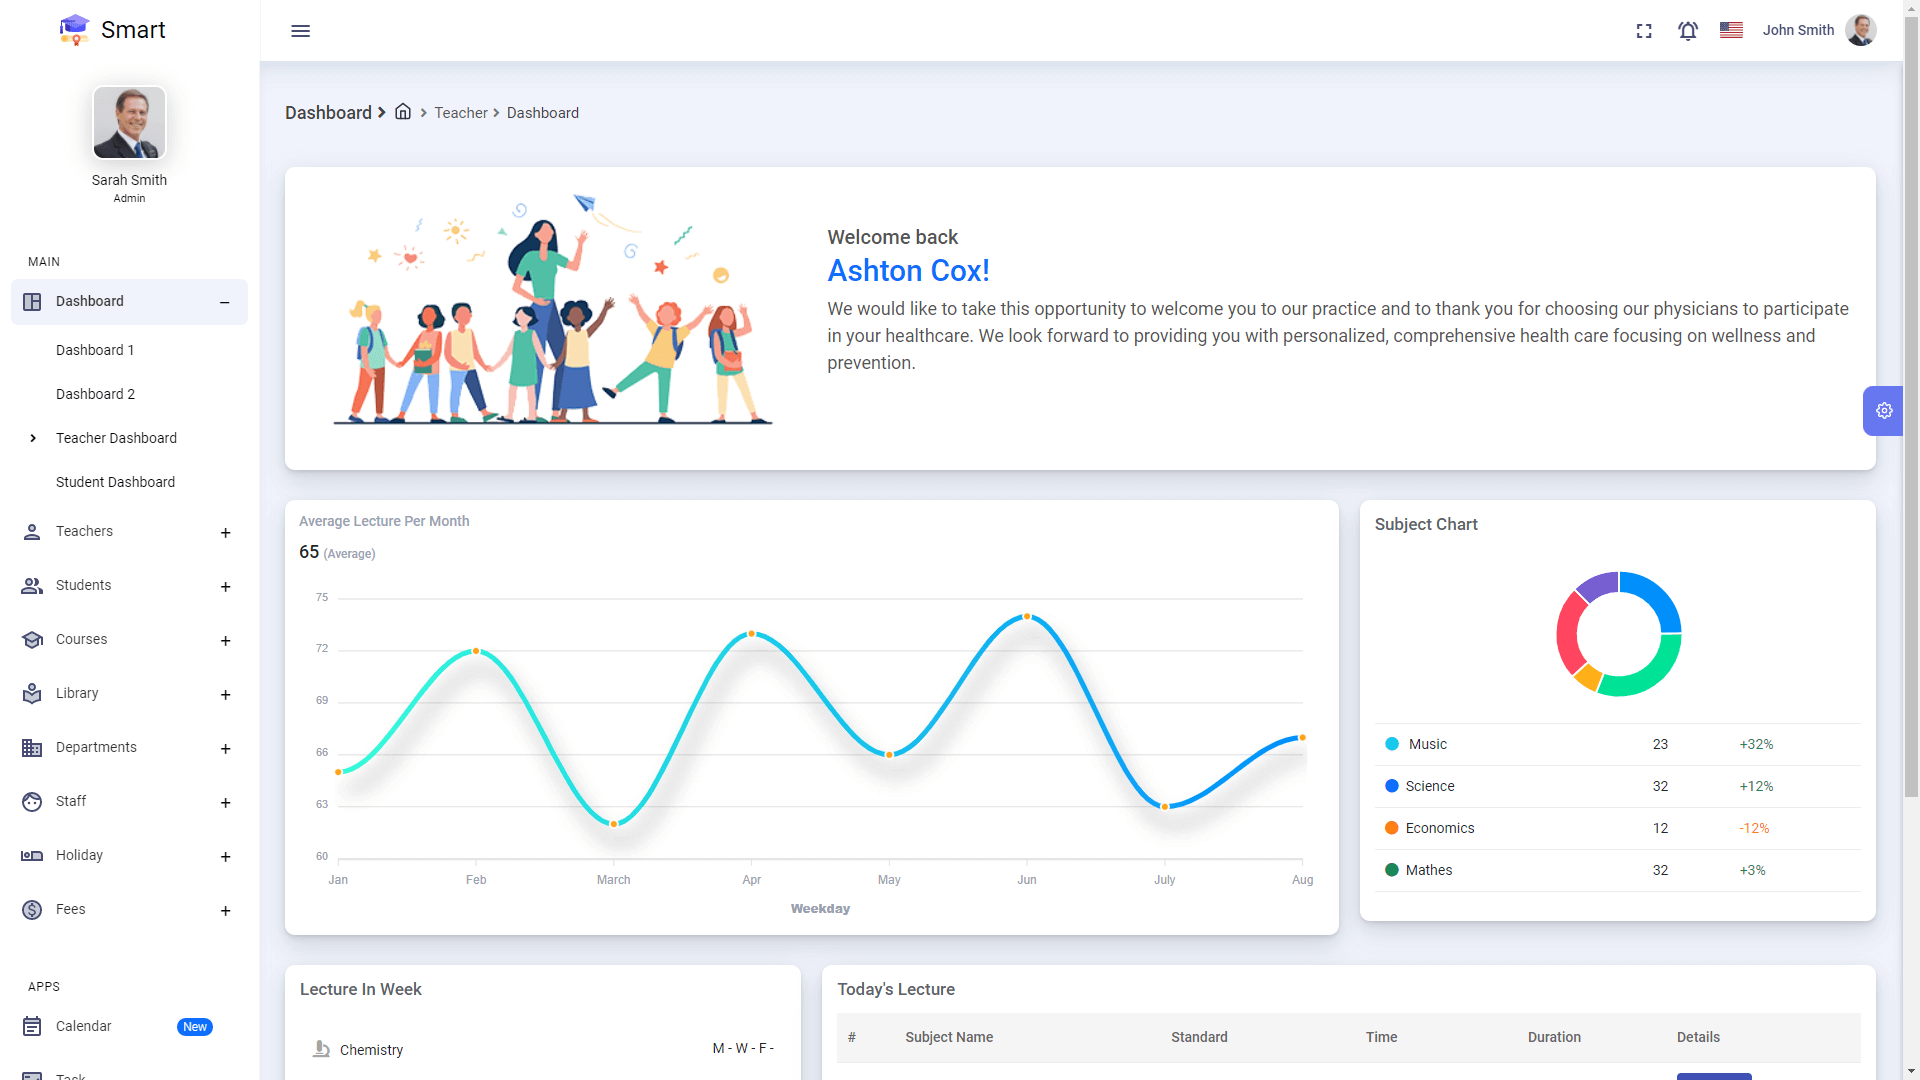 Smart
John Smith
Sarah Smith
Admin
MAIN
Dashboard
Dashboard 1
Dashboard 2
Teacher Dashboard
Student Dashboard
Teachers
Students
Courses
Library
Departments
Staff
Holiday
Fees
APPS
Calendar New
Task
Dashboard Teacher Dashboard
Welcome back
Ashton Cox!
We would like to take this opportunity to welcome you to our practice and to thank you for choosing our physicians to participate
in your healthcare. We look forward to providing you with personalized, comprehensive health care focusing on wellness and
prevention.
Average Lecture Per Month
65 (Average)
75
72
69
66
63
60
Jan Feb March Apr May Jun July Aug
Weekday
Subject Chart
Music 23 +32%
Science 32 +12%
Economics 12 -12%
Mathes 32 +3%
Lecture In Week
Chemistry M - W - F -
Today's Lecture
# Subject Name Standard Time Duration Details